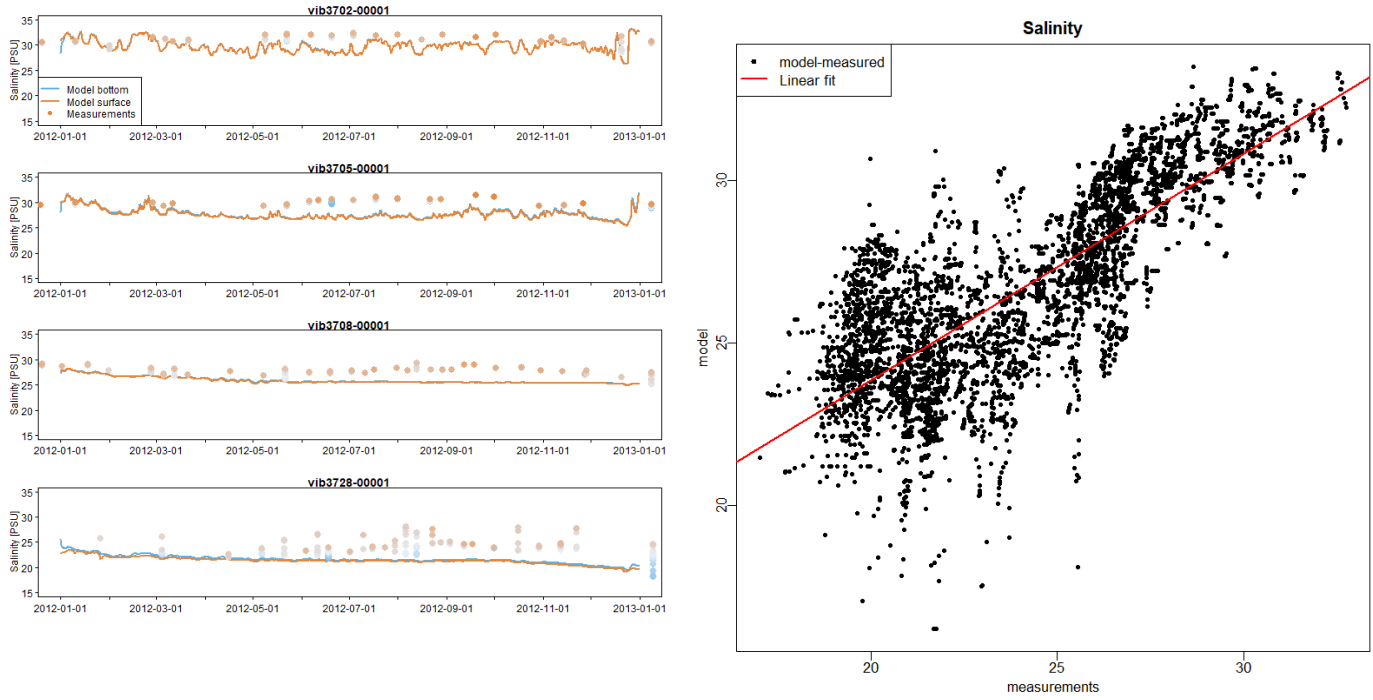 vib3702-00001
Salinity [PSU]
35
30
25
20
15
Model bottom
Model surface
Measurements
2012-01-01 2012-03-01 2012-05-01 2012-07-01 2012-09-01 2012-11-01 2013-01-01
vib3705-00001
Salinity [PSU]
35
30
25
20
15
2012-01-01 2012-03-01 2012-05-01 2012-07-01 2012-09-01 2012-11-01 2013-01-01
vib3708-00001
Salinity [PSU]
35
30
25
20
15
2012-01-01 2012-03-01 2012-05-01 2012-07-01 2012-09-01 2012-11-01 2013-01-01
vib3728-00001
Salinity [PSU]
35
30
25
20
15
2012-01-01 2012-03-01 2012-05-01 2012-07-01 2012-09-01 2012-11-01 2013-01-01
Salinity
model-measured
Linear fit
model
30
25
20
20 25 30
measurements